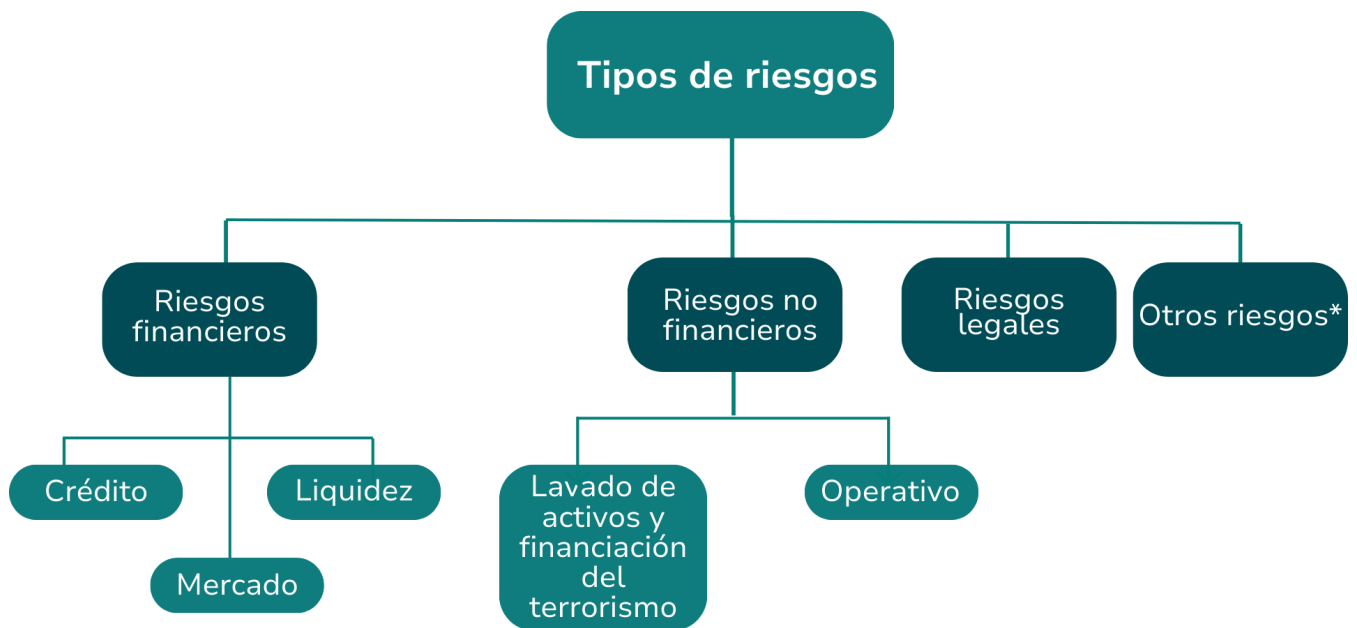 Tipos de riesgos
Riesgos
financieros
Riesgos no
financieros
Riesgos
legales
Otros riesgos*
Crédito
Liquidez
Mercado
Lavado de
activos y
financiación
del
terrorismo
Operativo